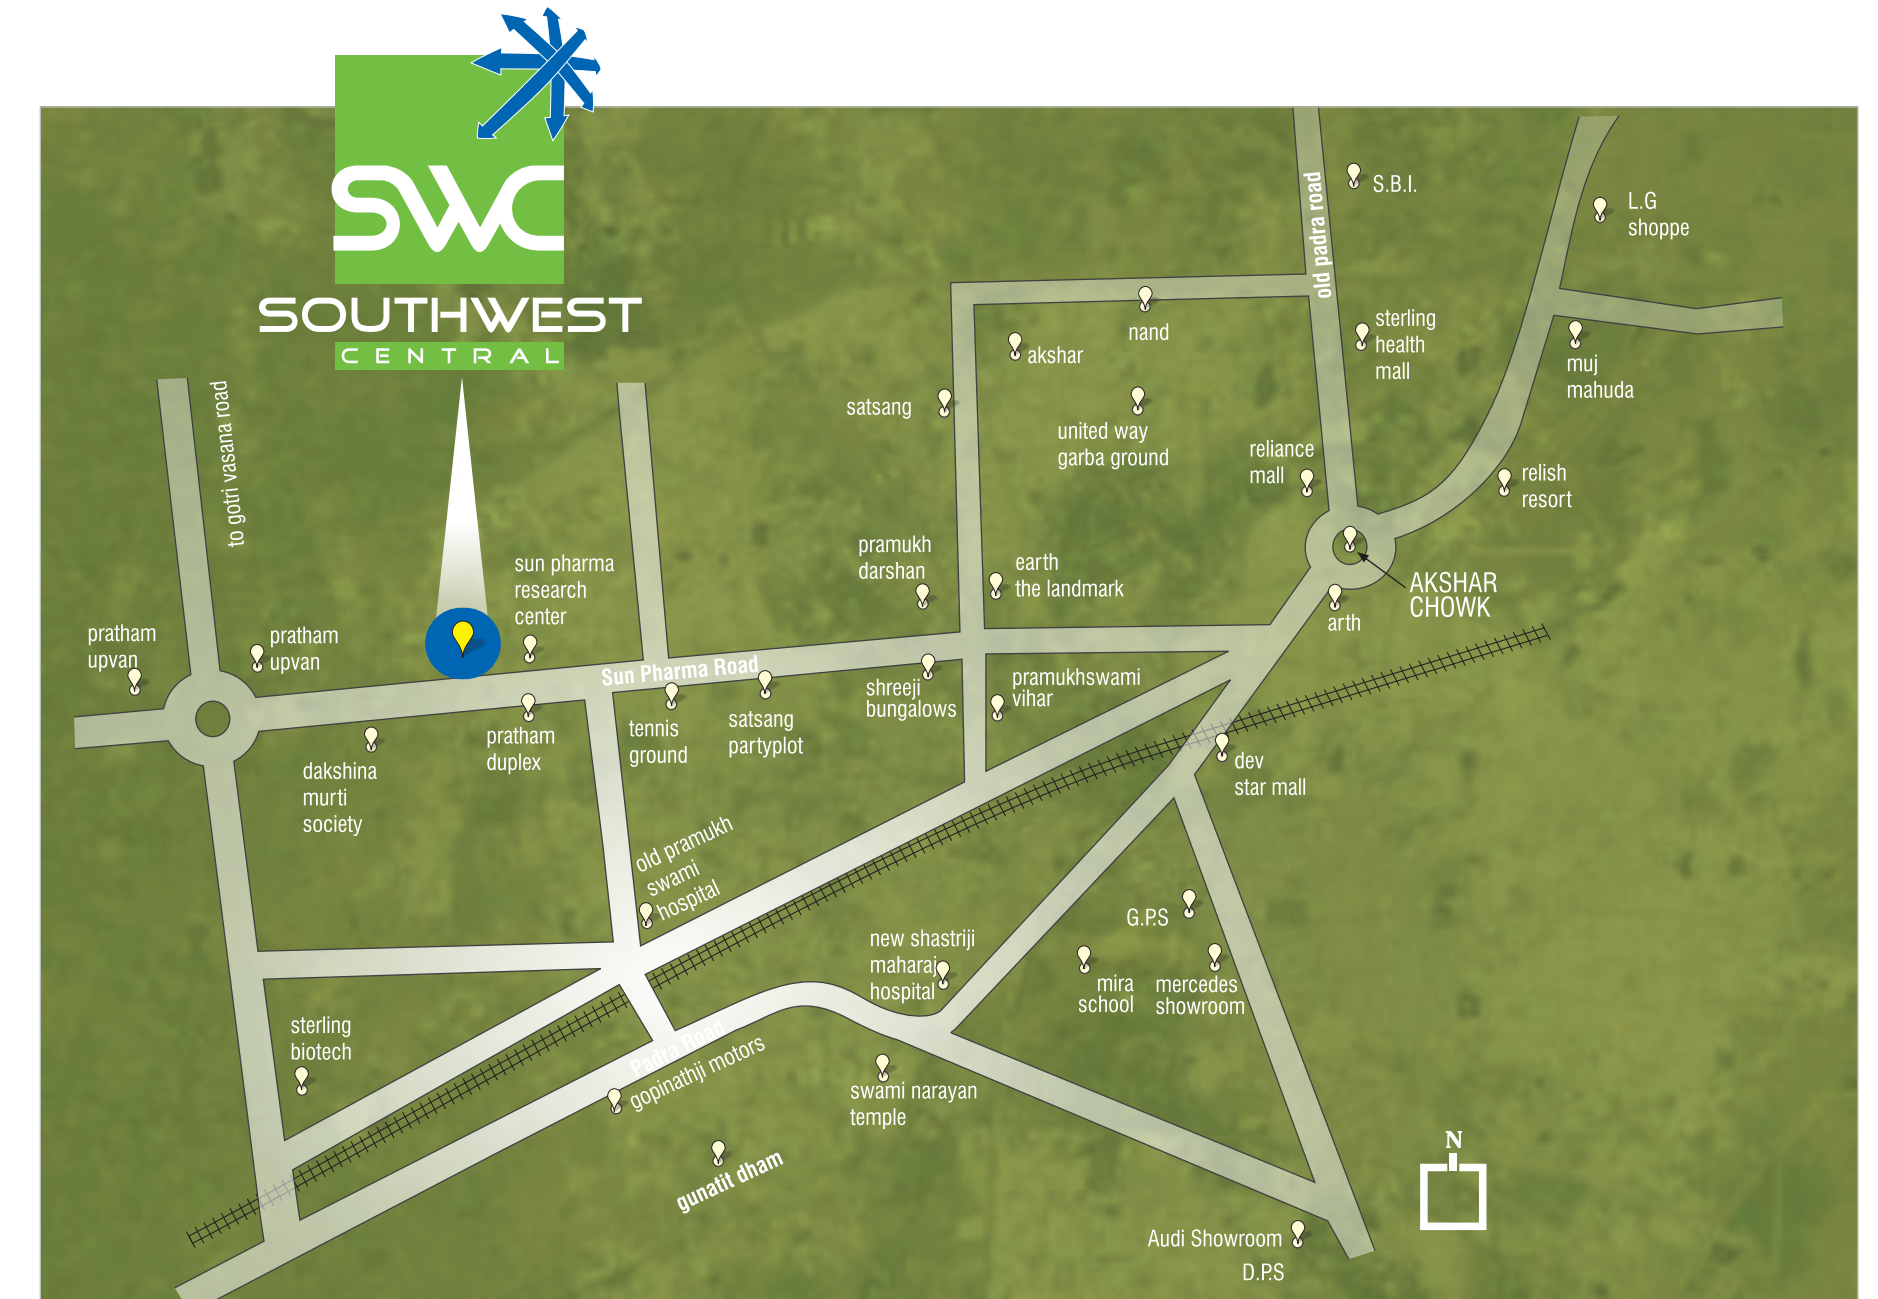 SWC
SOUTHWEST
CENTRAL
old padra road
S.B.I.
L.G
shoppe
nand
akshar
sterling
health
mall
muj
mahuda
to gotri vasana road
satsang
united way
garba ground
reliance
mall
relish
resort
sun pharma
research
center
pramukh
darshan
earth
the landmark
AKSHAR
CHOWK
arth
pratham
upvan
pratham
upvan
Sun Pharma Road
shreeji
bungalows
pramukhswami
vihar
tennis
ground
satsang
partyplot
pratham
duplex
dakshina
murti
society
dev
star mall
old pramukh
swami
hospital
G.P.S
new shastriji
maharaj
hospital
mira
school
mercedes
showroom
sterling
biotech
Padra Road
gopinathji motors
swami narayan
temple
gunatit dham
N
Audi Showroom
D.P.S